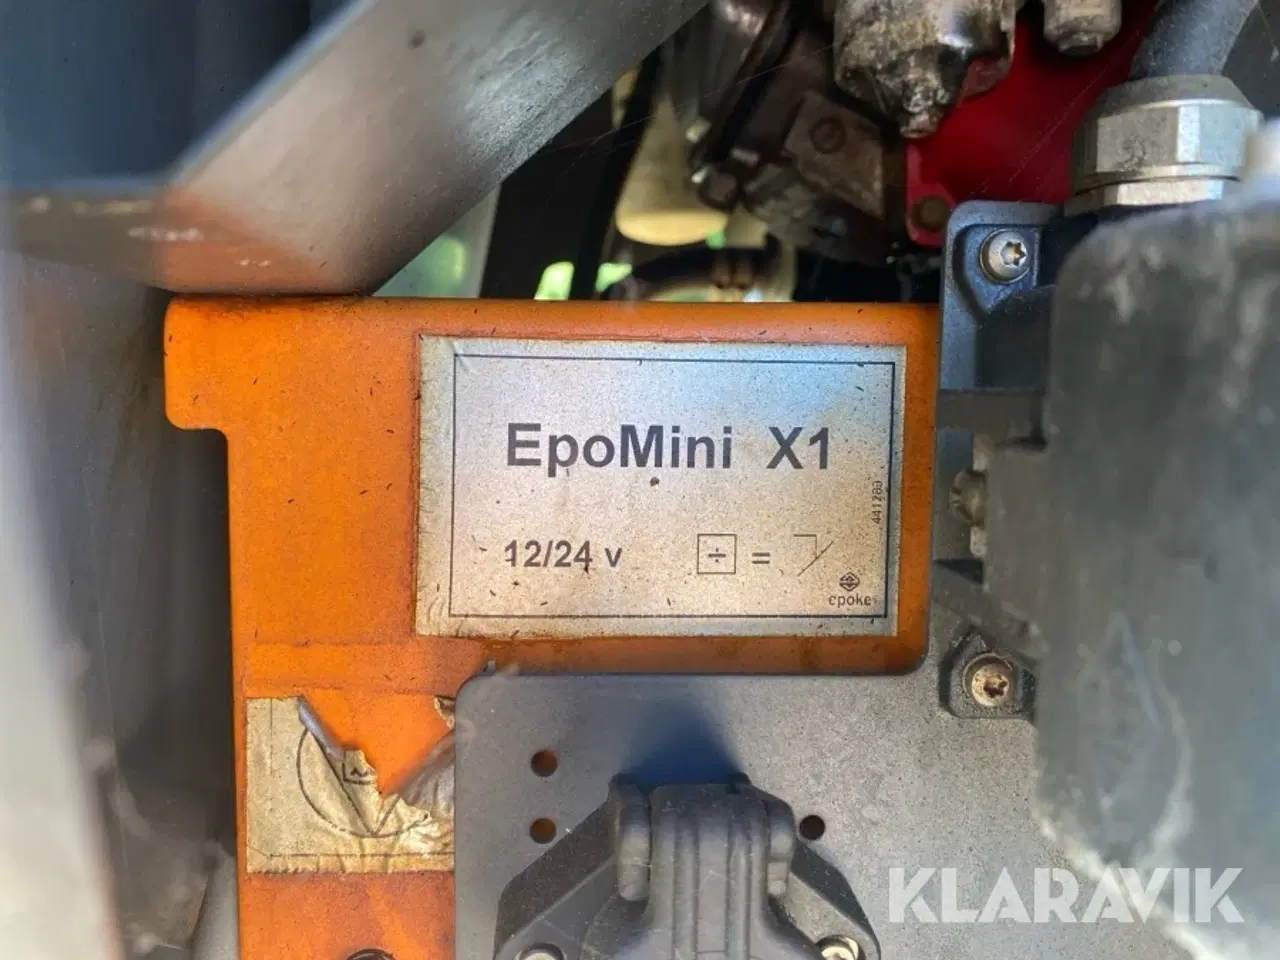 EpoMini X1
12/24 v ÷ =
epoke
KLARAVIK